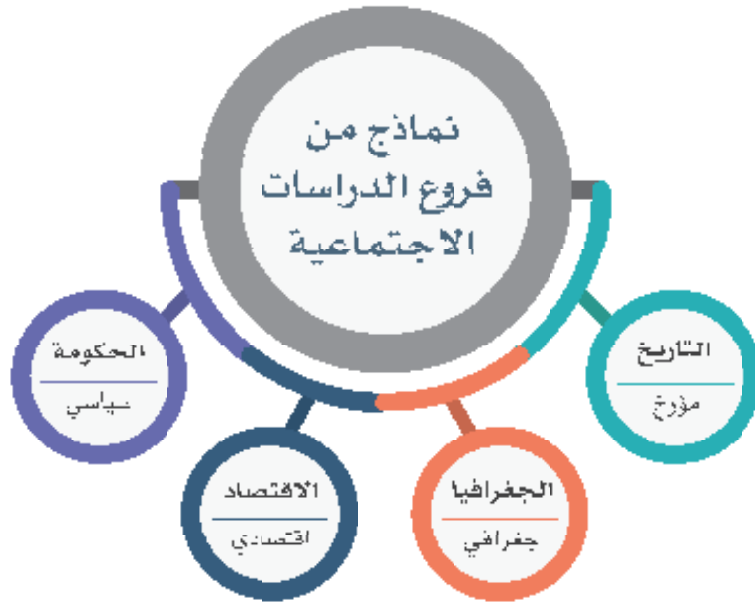 نماذج من
فروع الدراسات
الاجتماعية
التاريخ
مؤرخ
الجغرافيا
جغرافي
الاقتصاد
اقتصادي
الحكومة
سياسي